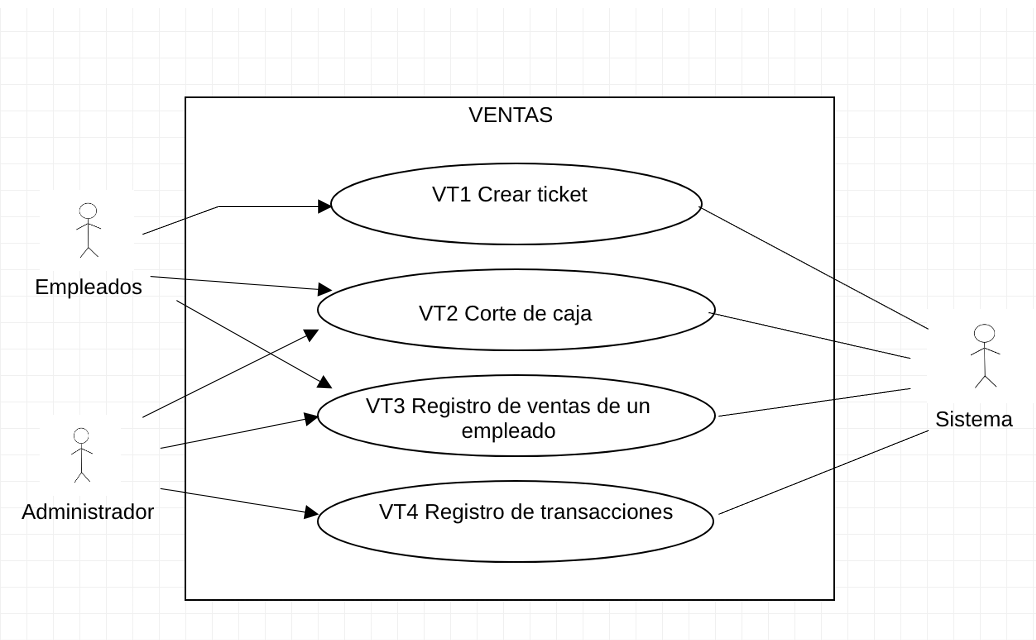 VENTAS
VT1 Crear ticket
Empleados
VT2 Corte de caja
VT3 Registro de ventas de un
empleado
Sistema
Administrador
VT4 Registro de transacciones